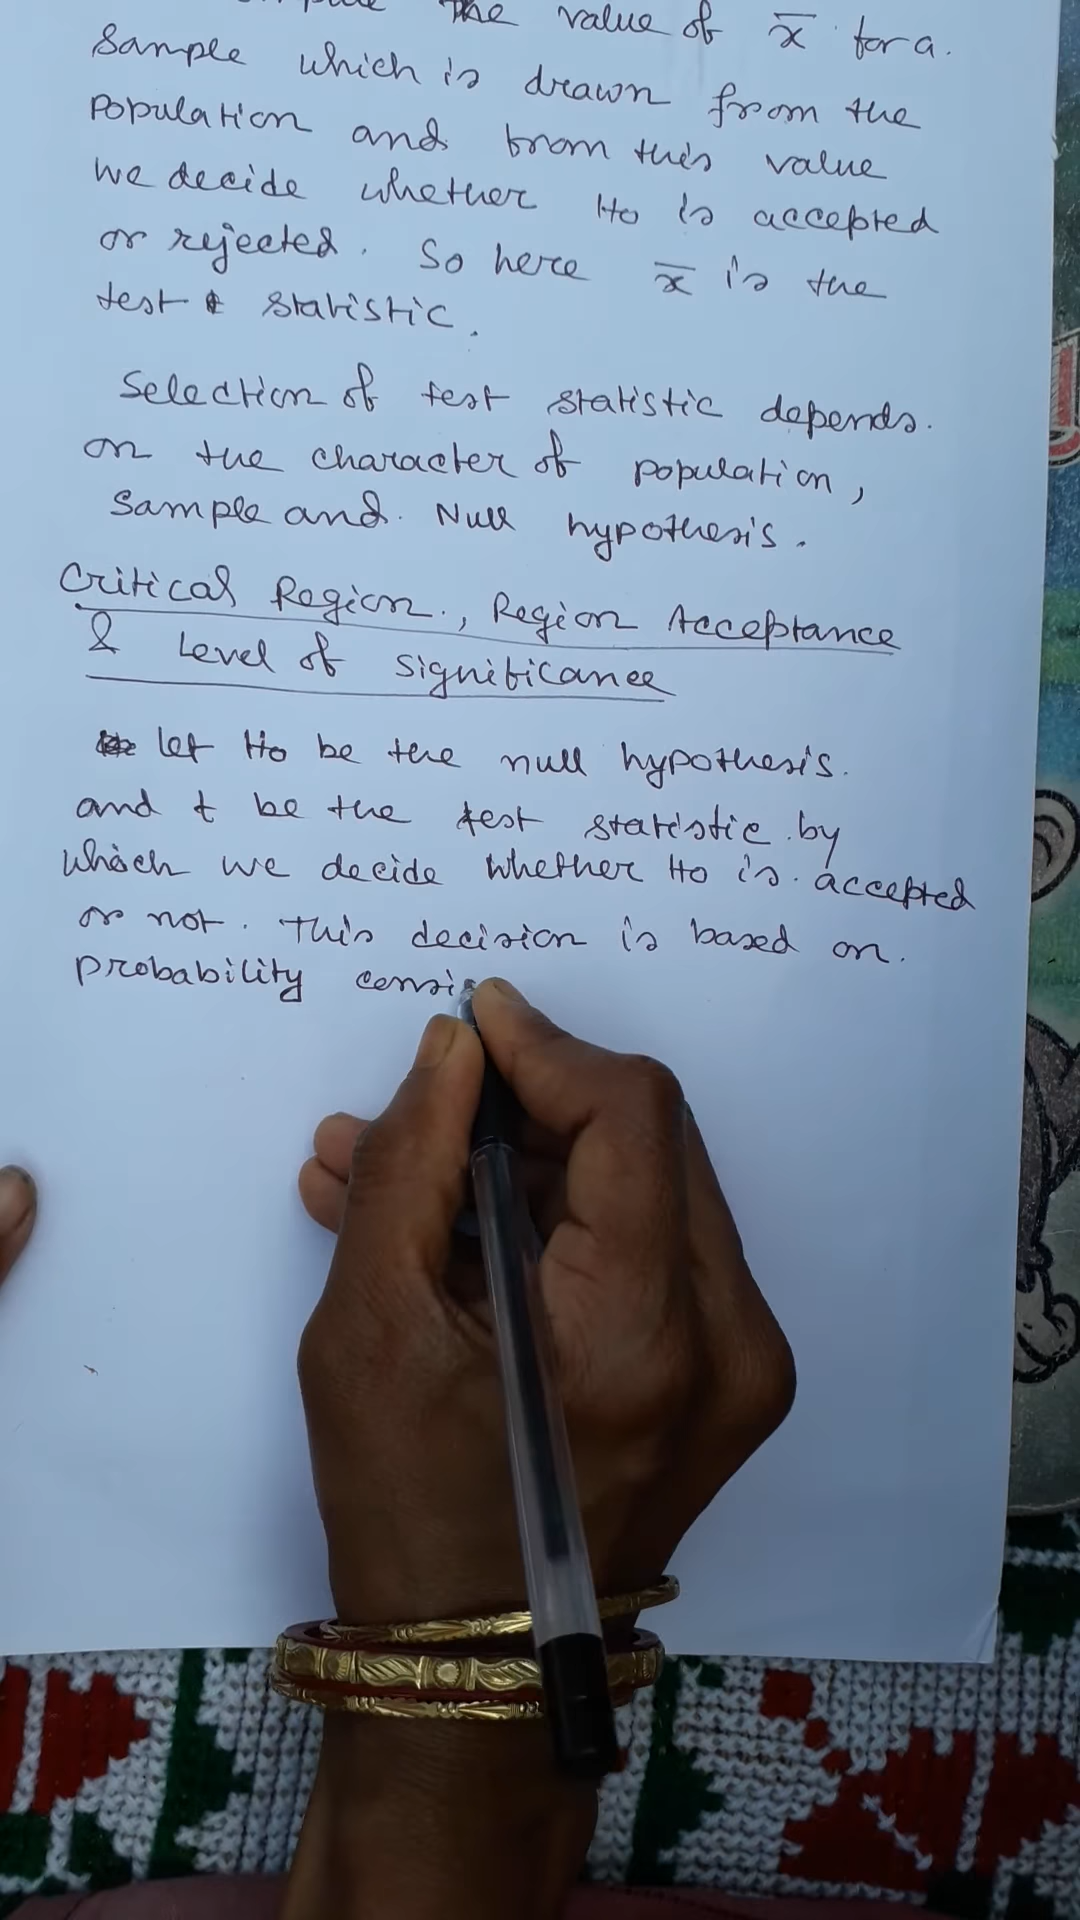 the value of x̄ for a.
Sample which is drawn from the
population and from this value
we decide whether Ho is accepted
or rejected. So here x̄ is the
test statistic.
Selection of test statistic depends.
on the character of population,
Sample and. Null hypothesis.
Critical Region., Region Acceptance
& Level of significance
let Ho be the null hypothesis.
and t be the test statistic by
which we decide whether Ho is. accepted
or not. This decision is based on.
probability consi